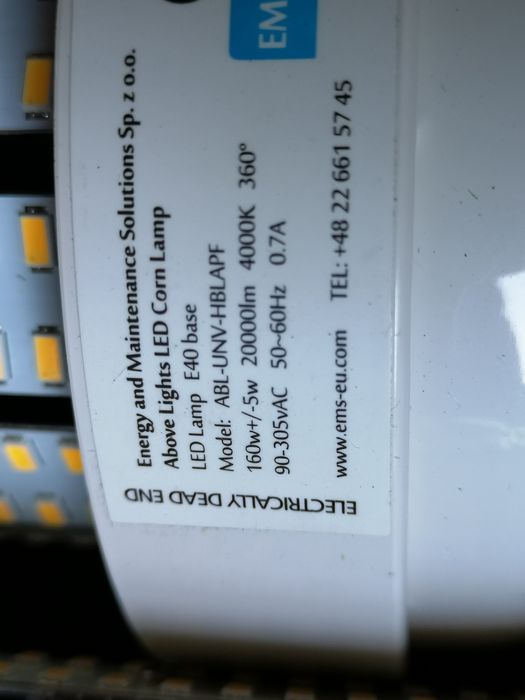 EM
Energy and Maintenance Solutions Sp. z o.o.
Above Lights LED Corn Lamp
LED Lamp E40 base
Model: ABL-UNV-HBLAPF
160w+/-5w 20000lm 4000K 360°
90-305vAC 50~60Hz 0.7A
www.ems-eu.com TEL: +48 22 661 57 45
ELECTRICALLY DEAD END